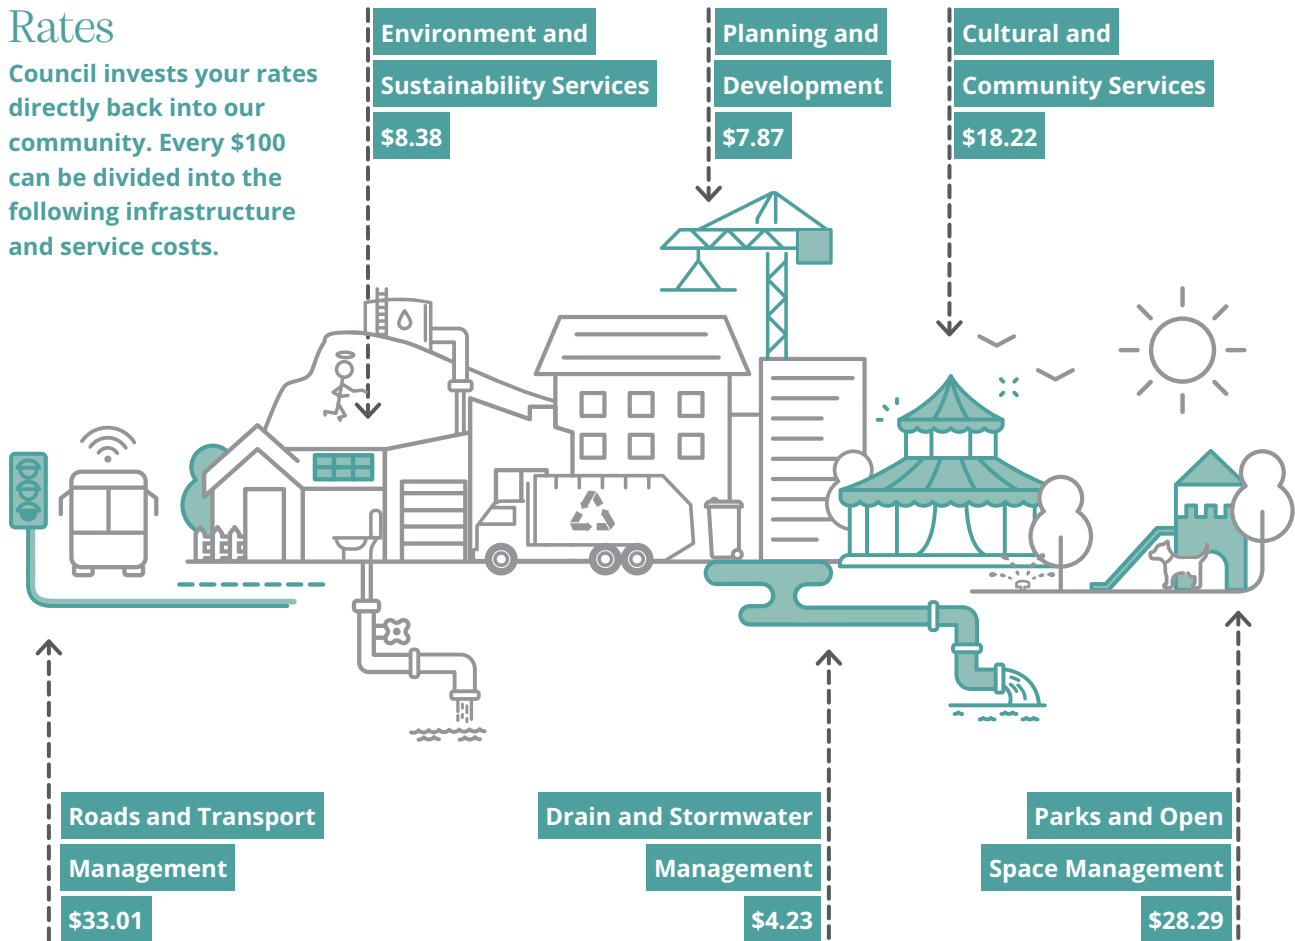 Rates
Council invests your rates
directly back into our
community. Every $100
can be divided into the
following infrastructure
and service costs.
Environment and
Sustainability Services
$8.38
Planning and
Development
$7.87
Cultural and
Community Services
$18.22
Roads and Transport
Management
$33.01
Drain and Stormwater
Management
$4.23
Parks and Open
Space Management
$28.29